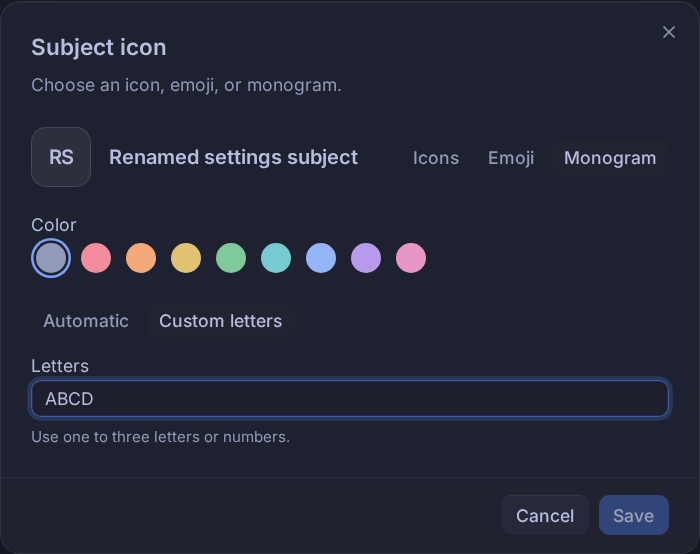 Subject icon
Choose an icon, emoji, or monogram.
RS Renamed settings subject Icons Emoji Monogram
Color
Automatic Custom letters
Letters
ABCD
Use one to three letters or numbers.
Cancel Save